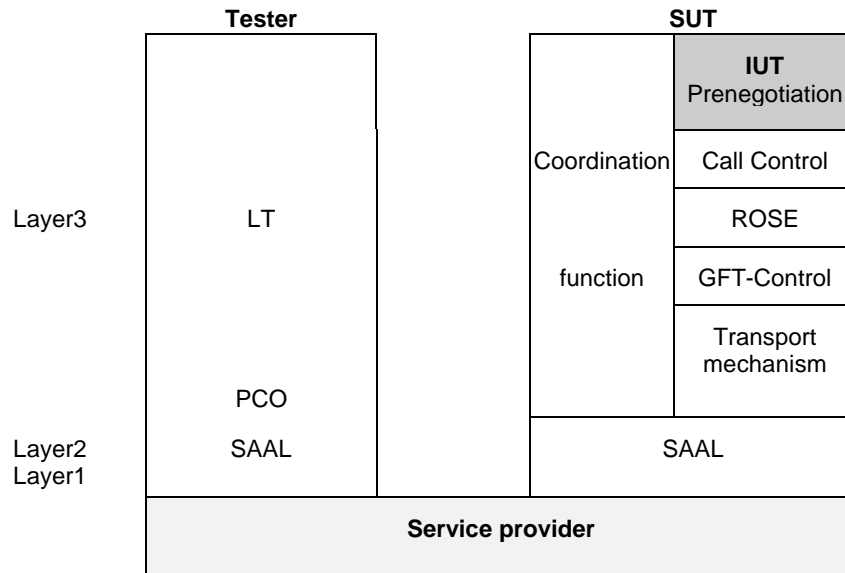 Tester
SUT
IUT
Prenegotiation
Coordination
Call Control
Layer3
LT
ROSE
function
GFT-Control
Transport
mechanism
PCO
Layer2
SAAL
SAAL
Layer1
Service provider